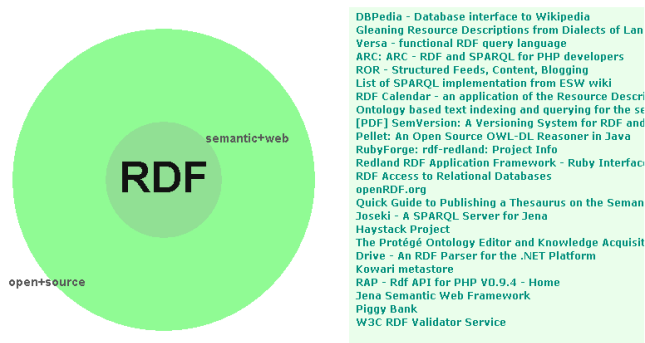 semantic+web
RDF
open+source
DBPedia - Database interface to Wikipedia
Gleaning Resource Descriptions from Dialects of Lan
Versa - functional RDF query language
ARC: ARC - RDF and SPARQL for PHP developers
ROR - Structured Feeds, Content, Blogging
List of SPARQL implementation from ESW wiki
RDF Calendar - an application of the Resource Descri
Ontology based text indexing and querying for the se
[PDF] SemVersion: A Versioning System for RDF and
Pellet: An Open Source OWL-DL Reasoner in Java
RubyForge: rdf-redland: Project Info
Redland RDF Application Framework - Ruby Interface
RDF Access to Relational Databases
openRDF.org
Quick Guide to Publishing a Thesaurus on the Seman
Joseki - A SPARQL Server for Jena
Haystack Project
The Protégé Ontology Editor and Knowledge Acquisit
Drive - An RDF Parser for the .NET Platform
Kowari metastore
RAP - Rdf API for PHP V0.9.4 - Home
Jena Semantic Web Framework
Piggy Bank
W3C RDF Validator Service